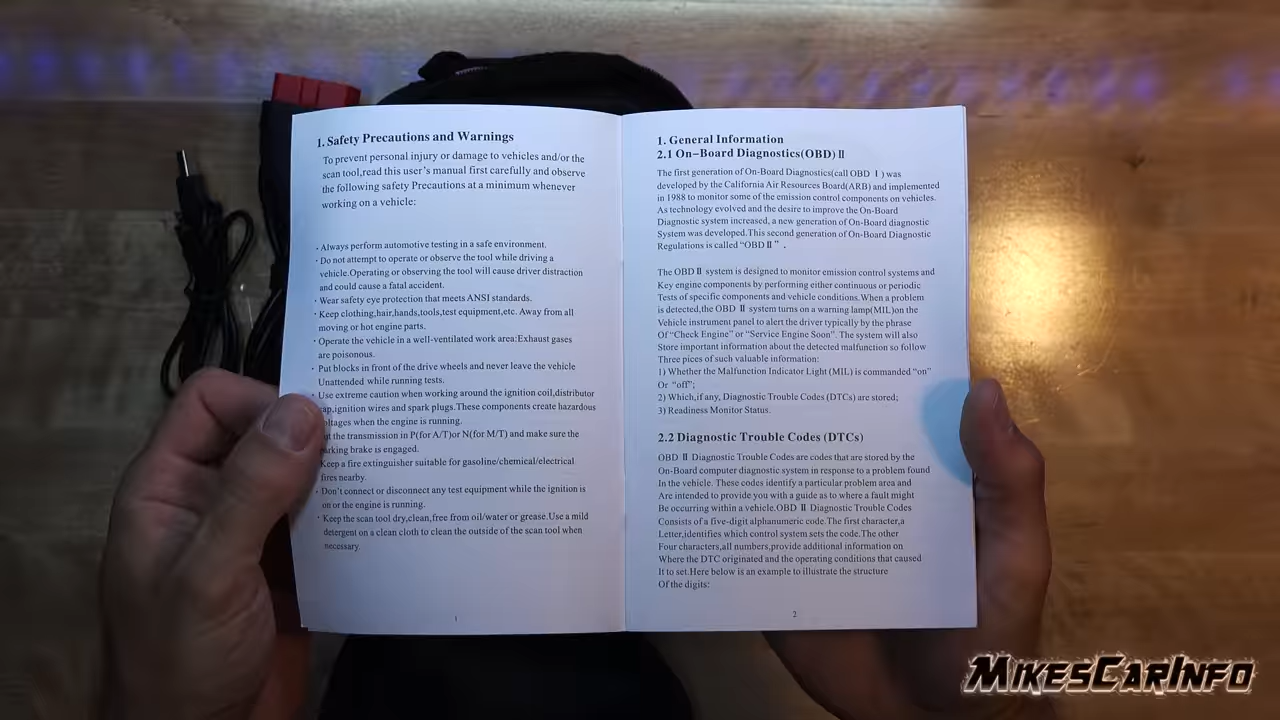 1. Safety Precautions and Warnings
To prevent personal injury or damage to vehicles and/or the
scan tool,read this user's manual first carefully and observe
the following safety Precautions at a minimum whenever
working on a vehicle:
· Always perform automotive testing in a safe environment.
· Do not attempt to operate or observe the tool while driving a
vehicle.Operating or observing the tool will cause driver distraction
and could cause a fatal accident.
· Wear safety eye protection that meets ANSI standards.
· Keep clothing,hair,hands,tools,test equipment,etc. Away from all
moving or hot engine parts.
· Operate the vehicle in a well-ventilated work area:Exhaust gases
are poisonous.
· Put blocks in front of the drive wheels and never leave the vehicle
Unattended while running tests.
· Use extreme caution when working around the ignition coil,distributor
ap,ignition wires and spark plugs.These components create hazardous
ltages when the engine is running.
ut the transmission in P(for A/T)or N(for M/T) and make sure the
arking brake is engaged.
Keep a fire extinguisher suitable for gasoline/chemical/electrical
fires nearby.
· Don't connect or disconnect any test equipment while the ignition is
on or the engine is running.
· Keep the scan tool dry,clean,free from oil/water or grease.Use a mild
detergent on a clean cloth to clean the outside of the scan tool when
necessary.
1
1. General Information
2.1 On-Board Diagnostics(OBD) Ⅱ
The first generation of On-Board Diagnostics(call OBD Ⅰ) was
developed by the California Air Resources Board(ARB) and implemented
in 1988 to monitor some of the emission control components on vehicles.
As technology evolved and the desire to improve the On-Board
Diagnostic system increased, a new generation of On-Board diagnostic
System was developed.This second generation of On-Board Diagnostic
Regulations is called "OBD Ⅱ" .
The OBD Ⅱ system is designed to monitor emission control systems and
Key engine components by performing either continuous or periodic
Tests of specific components and vehicle conditions. When a problem
is detected,the OBD Ⅱ system turns on a warning lamp(MIL)on the
Vehicle instrument panel to alert the driver typically by the phrase
Of "Check Engine" or "Service Engine Soon". The system will also
Store important information about the detected malfunction so follow
Three pices of such valuable information:
1) Whether the Malfunction Indicator Light (MIL) is commanded "on"
Or "off";
2) Which,if any, Diagnostic Trouble Codes (DTCs) are stored;
3) Readiness Monitor Status.
2.2 Diagnostic Trouble Codes (DTCs)
OBD Ⅱ Diagnostic Trouble Codes are codes that are stored by the
On-Board computer diagnostic system in response to a problem found
In the vehicle. These codes identify a particular problem area and
Are intended to provide you with a guide as to where a fault might
Be occurring within a vehicle.OBD Ⅱ Diagnostic Trouble Codes
Consists of a five-digit alphanumeric code.The first character,a
Letter,identifies which control system sets the code.The other
Four characters,all numbers,provide additional information on
Where the DTC originated and the operating conditions that caused
It to set.Here below is an example to illustrate the structure
Of the digits:
2
MIKESCARINFO